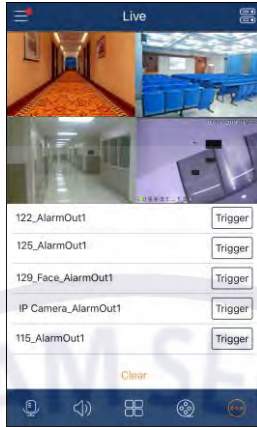 Live
122_AlarmOut1
Trigger
125_AlarmOut1
Trigger
129_Face_AlarmOut1
Trigger
IP Camera_AlarmOut1
Trigger
115_AlarmOut1
Trigger
Clear